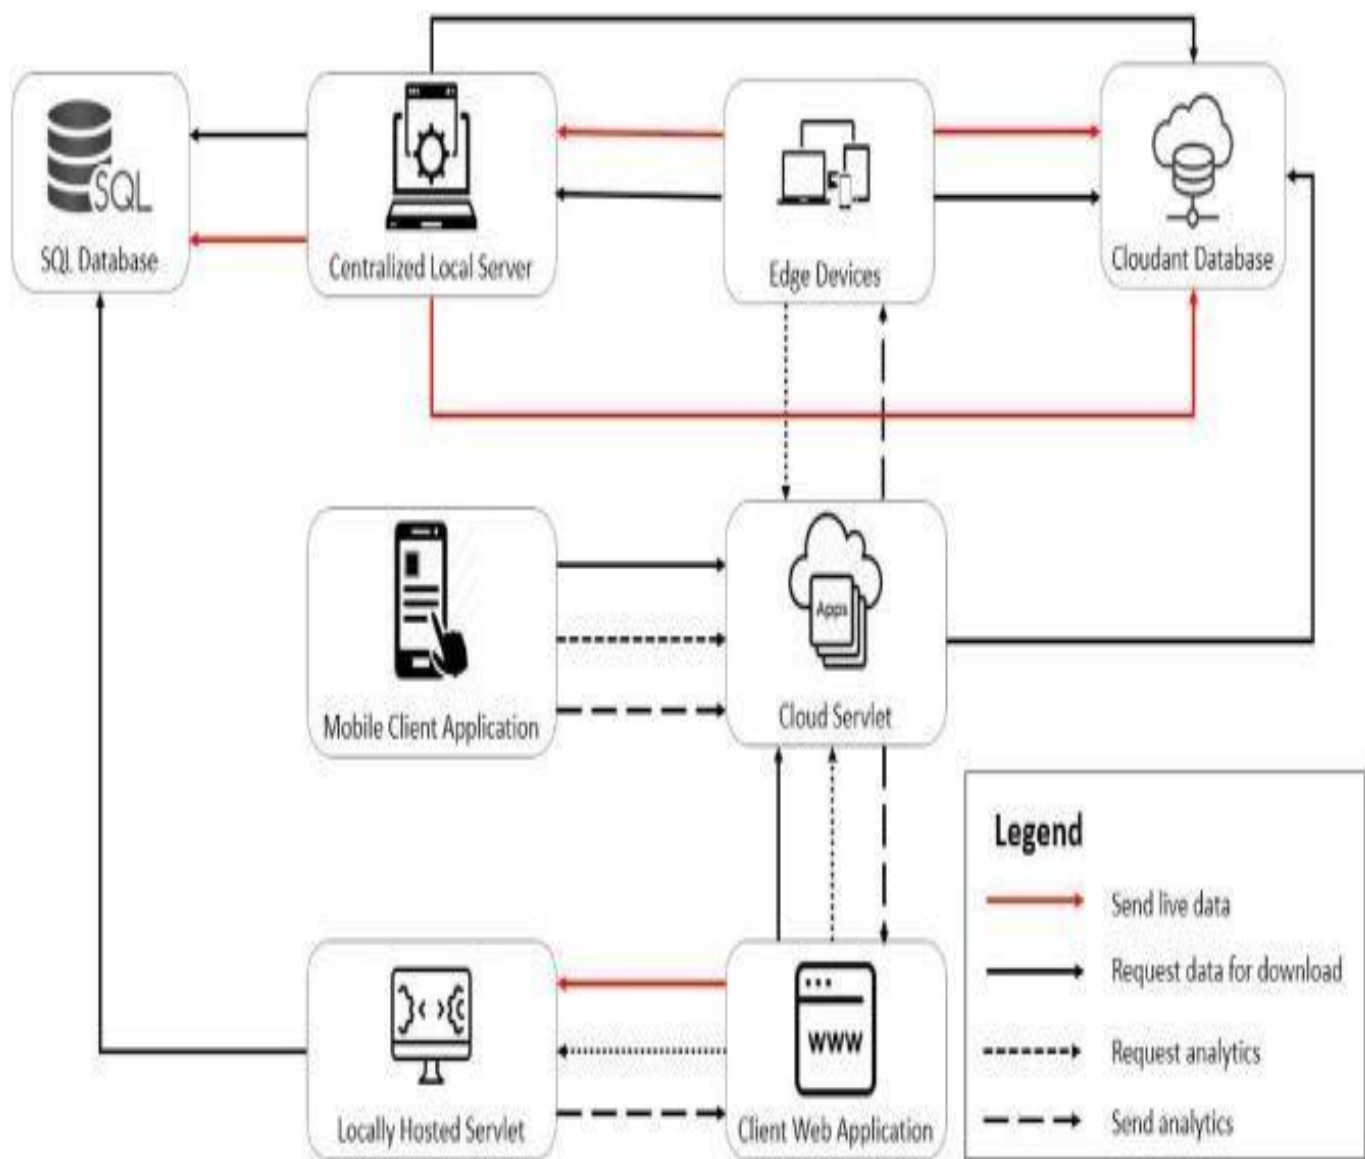 SQL
SQL Database
Centralized Local Server
Edge Devices
Cloudant Database
Mobile Client Application
Apps
Cloud Servlet
Locally Hosted Servlet
www
Client Web Application
Legend
Send live data
Request data for download
Request analytics
Send analytics